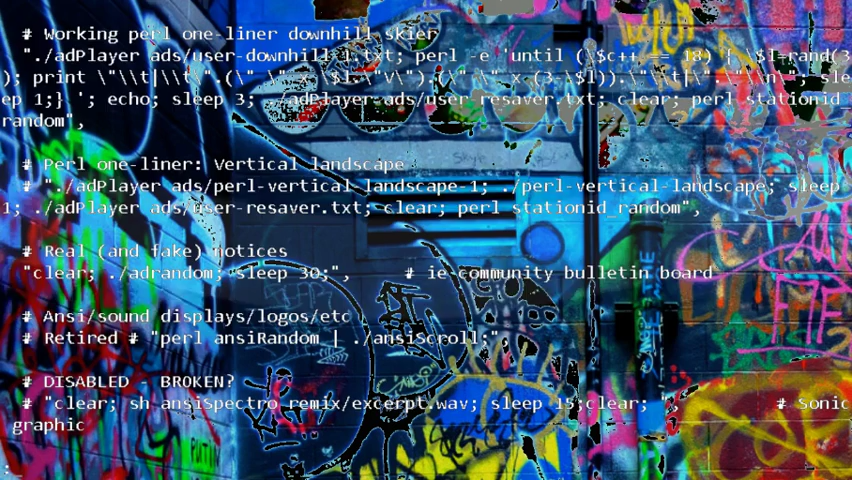 # Working perl one-liner downhill skier
"./adPlayer ads/user-downhill-1.txt; perl -e 'until (\$c++ == 18) { \$l=rand(3
); print \"\\t|\\t\".(\" \" x \$l.\"V\").(\" \" x (3-\$l)).\"\\t|\".\"\\n\"; sle
ep 1;} '; echo; sleep 3; ./adPlayer ads/user-resaver.txt; clear; perl stationid_
random",
# Perl one-liner: Vertical landscape
# "./adPlayer ads/perl-vertical-landscape-1; ./perl-vertical-landscape; sleep
1; ./adPlayer ads/user-resaver.txt; clear; perl stationid_random",
# Real (and fake) notices
"clear; ./adrandom; sleep 30;", # ie-community bulletin board
# Ansi/sound displays/logos/etc
# Retired # "perl ansiRandom | ./ansiScroll;",
# DISABLED - BROKEN?
# "clear; sh ansiSpectro remix/excerpt.wav; sleep 15;clear; ", # Sonic
graphic
: